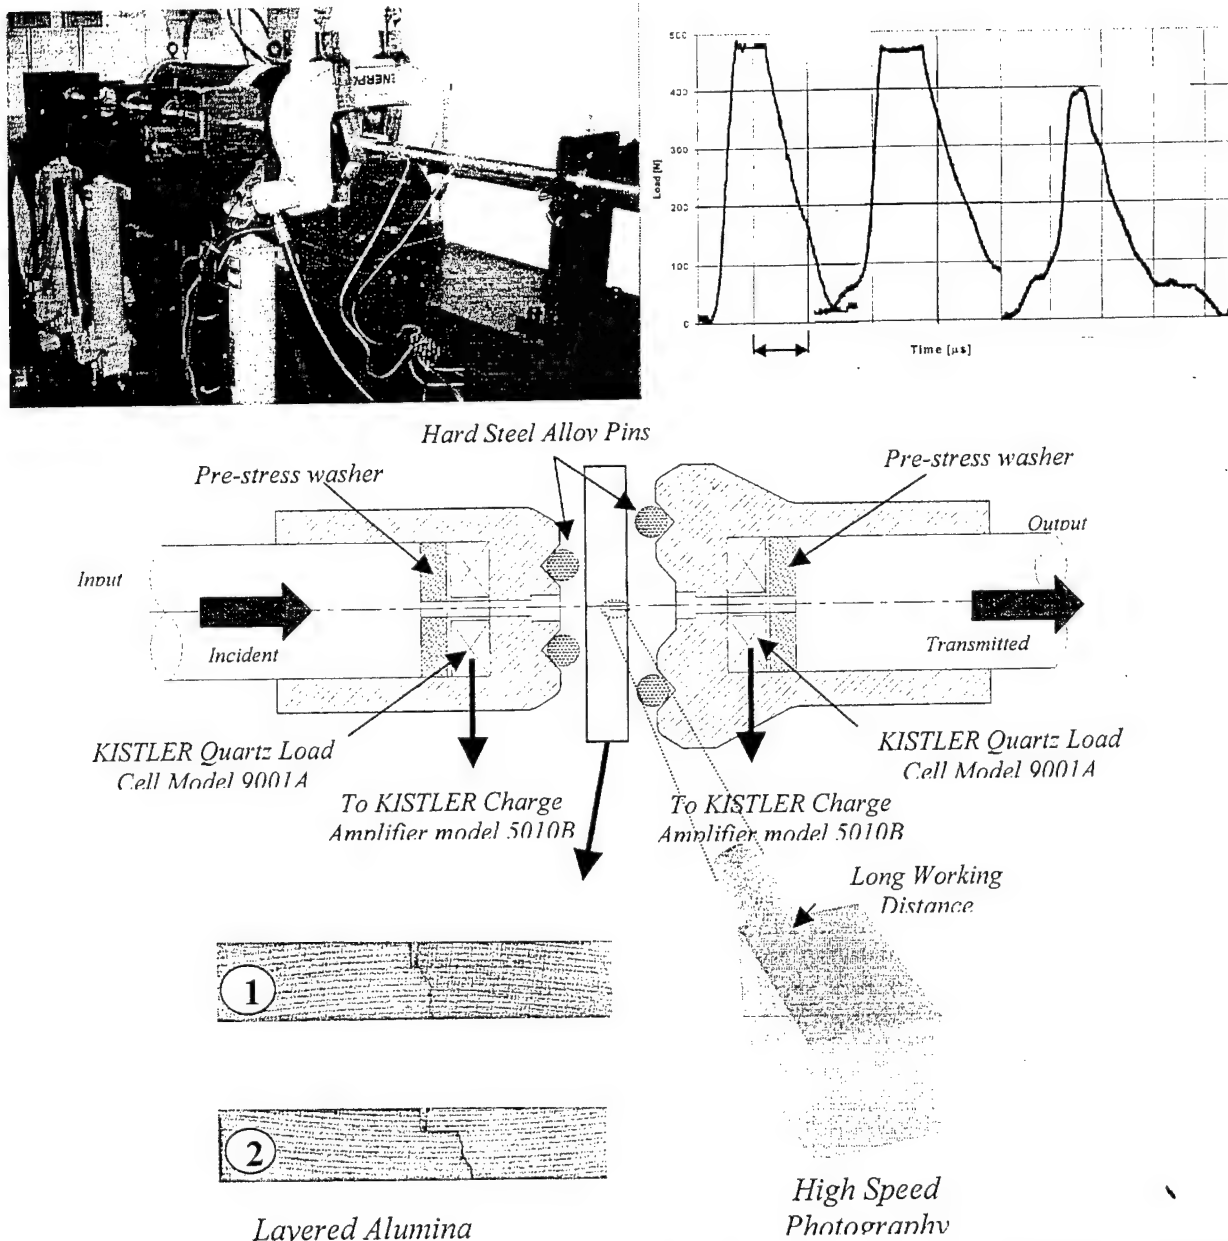 ENERPAC
500
400
300
200
100
0
Load [N]
Time [μs]
Hard Steel Alloy Pins
Pre-stress washer
Pre-stress washer
Output
Input
Incident
Transmitted
KISTLER Quartz Load
Cell Model 9001A
KISTLER Quartz Load
Cell Model 9001A
To KISTLER Charge
Amplifier model 5010B
To KISTLER Charge
Amplifier model 5010B
Long Working
Distance
1
2
Layered Alumina
High Speed
Photography